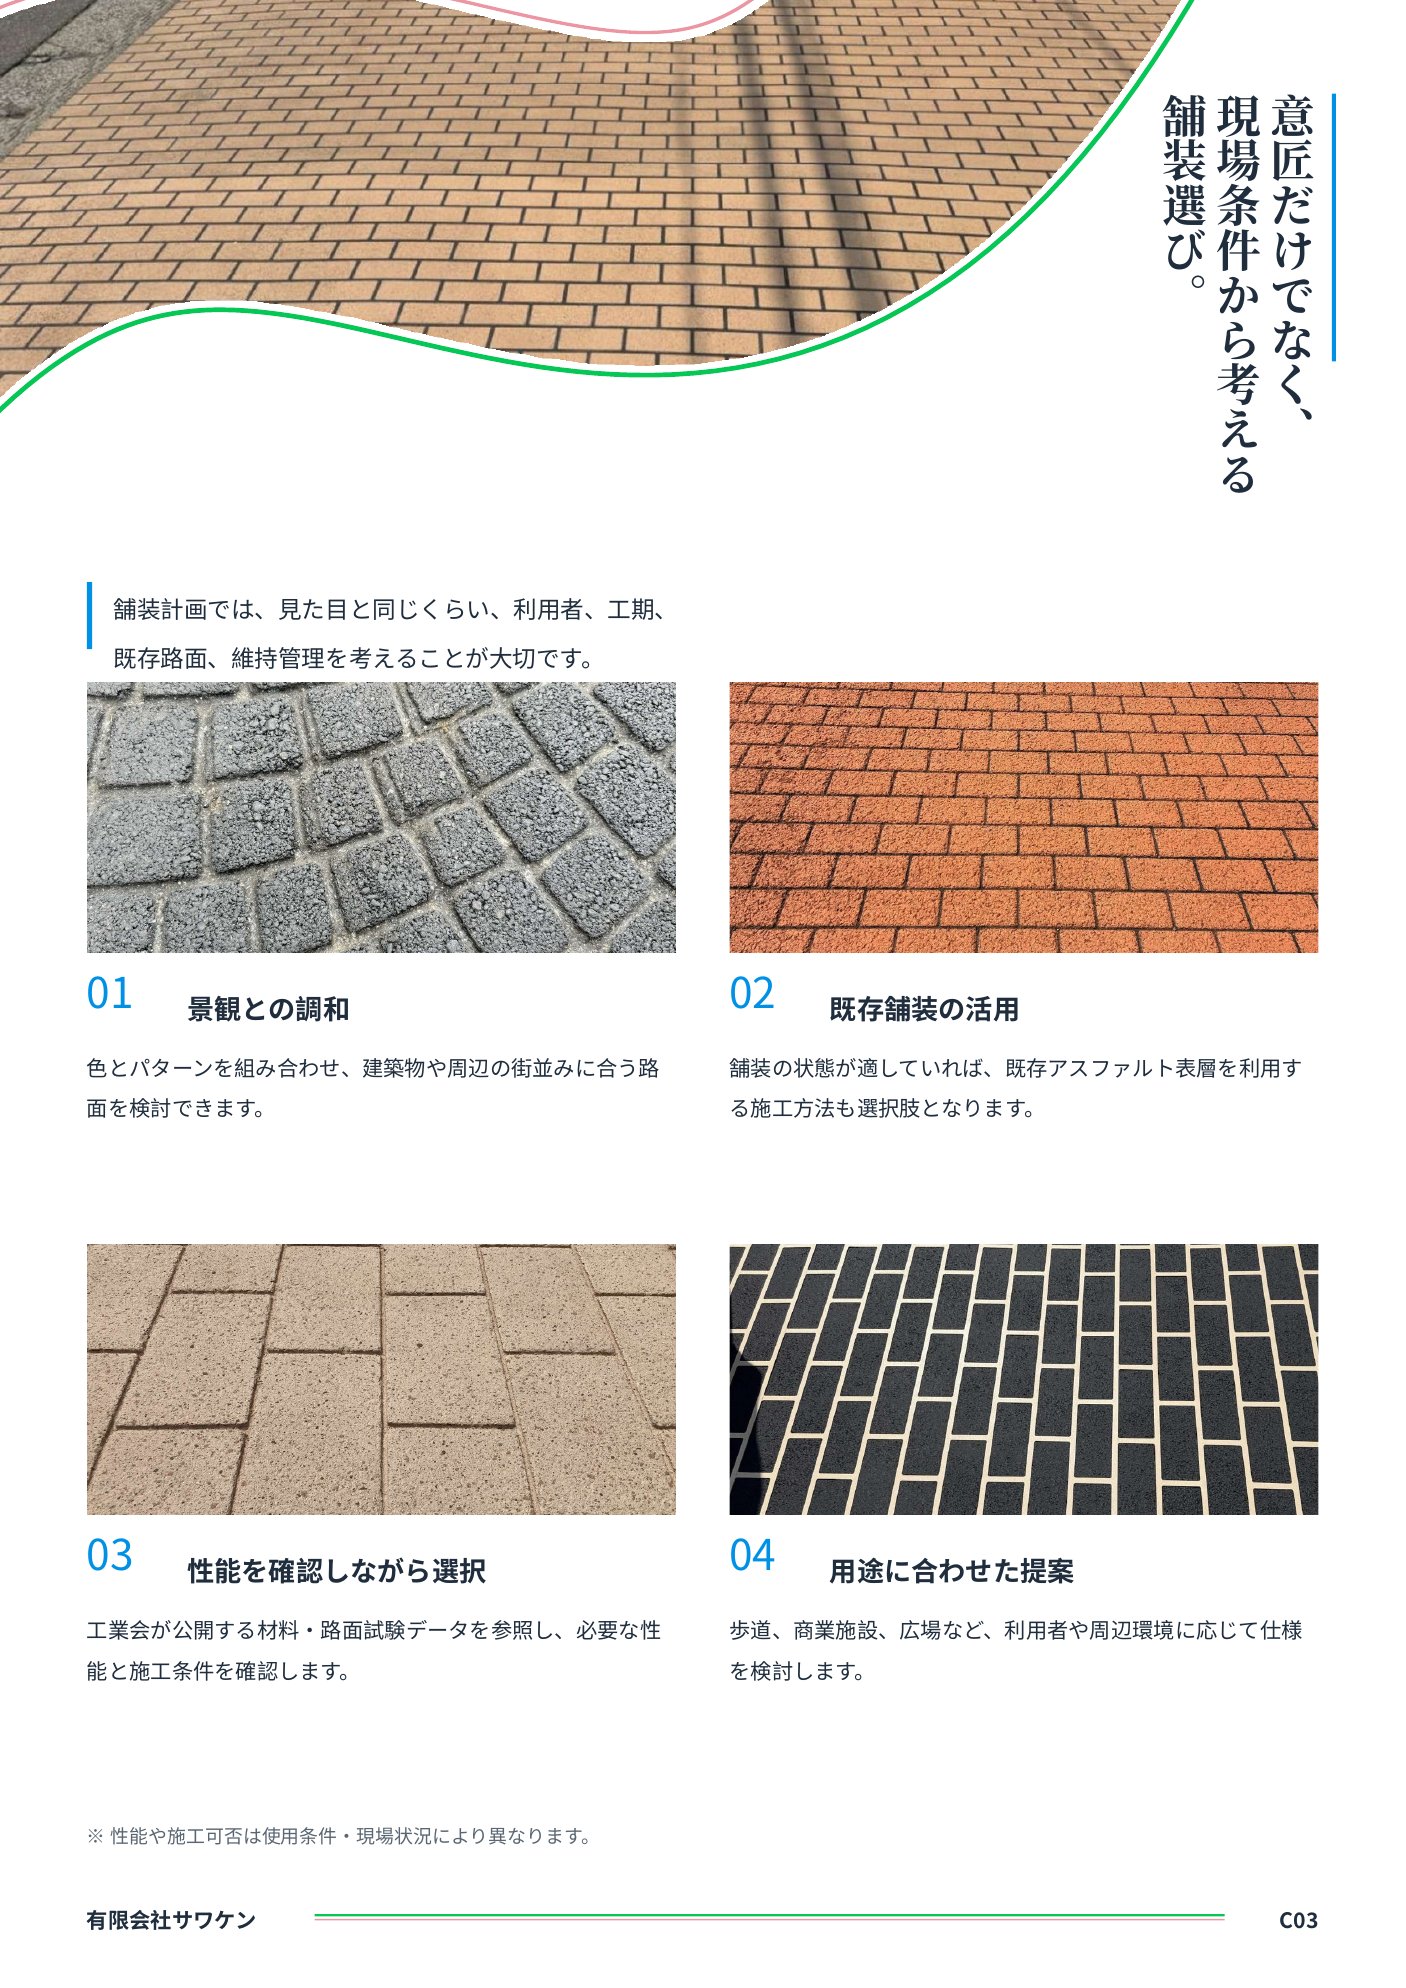 意匠だけでなく、
現場条件から考える
舗装選び。
舗装計画では、見た目と同じくらい、利用者、工期、
既存路面、維持管理を考えることが大切です。
01 景観との調和
色とパターンを組み合わせ、建築物や周辺の街並みに合う路
面を検討できます。
02 既存舗装の活用
舗装の状態が適していれば、既存アスファルト表層を利用す
る施工方法も選択肢となります。
03 性能を確認しながら選択
工業会が公開する材料・路面試験データを参照し、必要な性
能と施工条件を確認します。
04 用途に合わせた提案
歩道、商業施設、広場など、利用者や周辺環境に応じて仕様
を検討します。
※ 性能や施工可否は使用条件・現場状況により異なります。
有限会社サワケン
C03